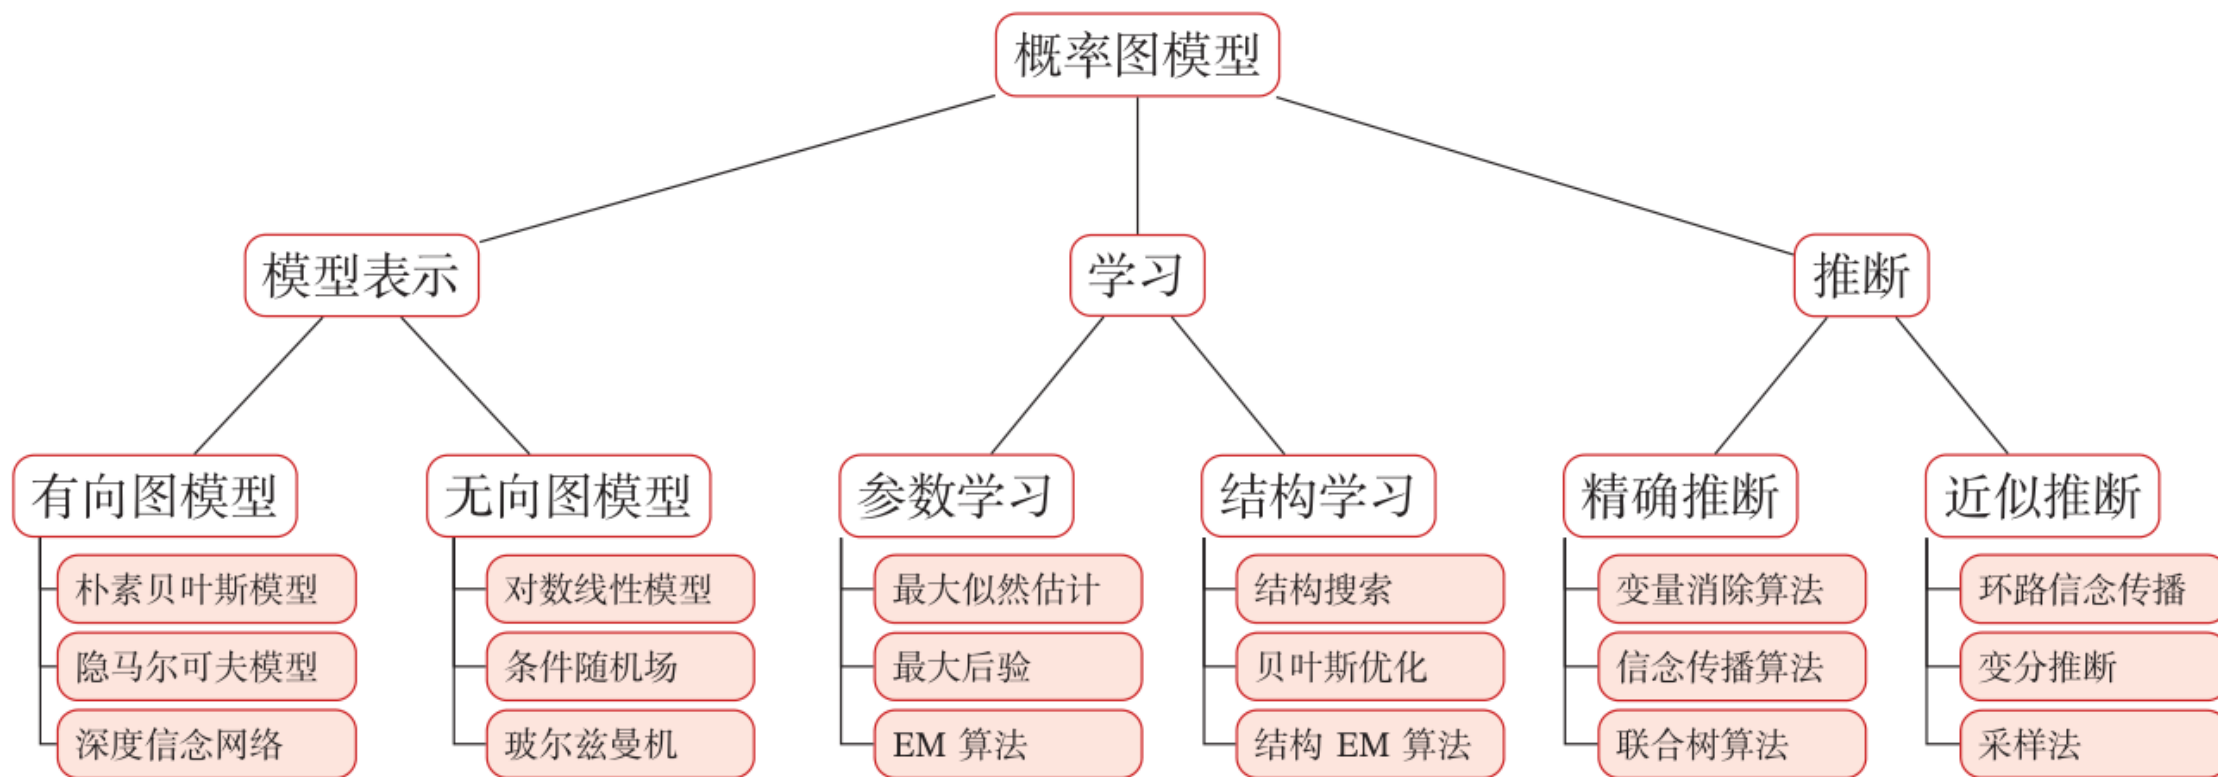 概率图模型
模型表示
学习
推断
有向图模型
无向图模型
参数学习
结构学习
精确推断
近似推断
朴素贝叶斯模型
对数线性模型
最大似然估计
结构搜索
变量消除算法
环路信念传播
隐马尔可夫模型
条件随机场
最大后验
贝叶斯优化
信念传播算法
变分推断
深度信念网络
玻尔兹曼机
EM 算法
结构 EM 算法
联合树算法
采样法